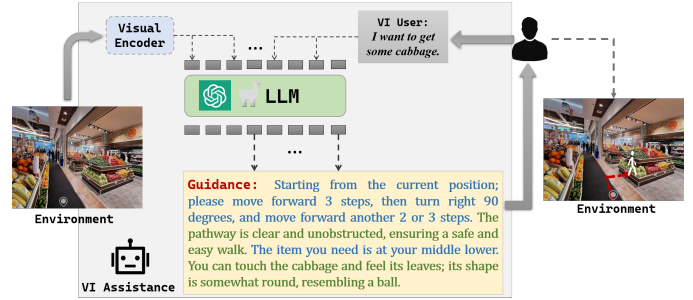 Visual
Encoder
...
VI User:
I want to get
some cabbage.
LLM
...
Guidance: Starting from the current position;
please move forward 3 steps, then turn right 90
degrees, and move forward another 2 or 3 steps. The
pathway is clear and unobstructed, ensuring a safe and
easy walk. The item you need is at your middle lower.
You can touch the cabbage and feel its leaves; its shape
is somewhat round, resembling a ball.
Environment
Environment
VI Assistance